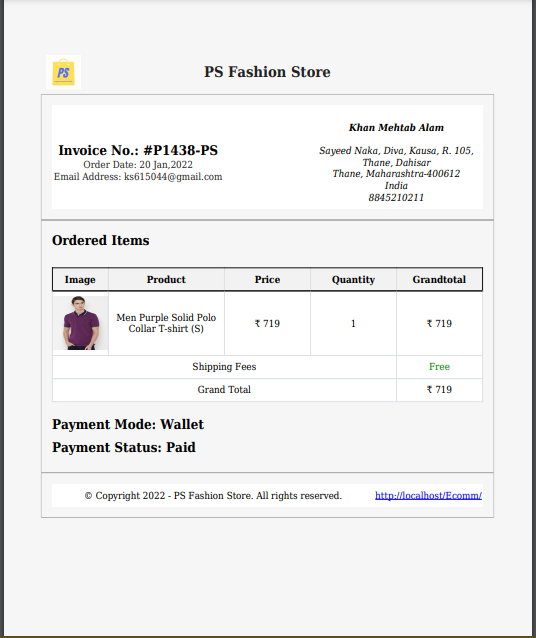 PS
PS Fashion Store
Invoice No.: #P1438-PS
Order Date: 20 Jan,2022
Email Address: ks615044@gmail.com
Khan Mehtab Alam
Sayeed Naka, Diva, Kausa, R. 105,
Thane, Dahisar
Thane, Maharashtra-400612
India
8845210211
Ordered Items
Image Product Price Quantity Grandtotal
Men Purple Solid Polo
Collar T-shirt (S)
₹ 719 1 ₹ 719
Shipping Fees Free
Grand Total ₹ 719
Payment Mode: Wallet
Payment Status: Paid
© Copyright 2022 - PS Fashion Store. All rights reserved. http://localhost/Ecomm/